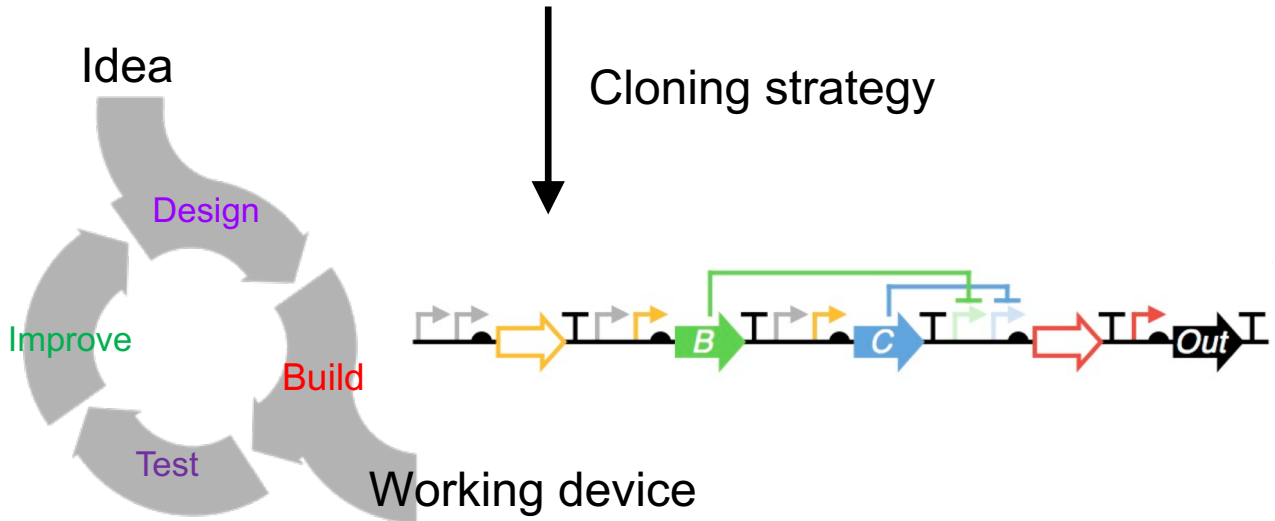 Idea
Cloning strategy
Design
Improve
Build
Test
Working device
B
C
Out